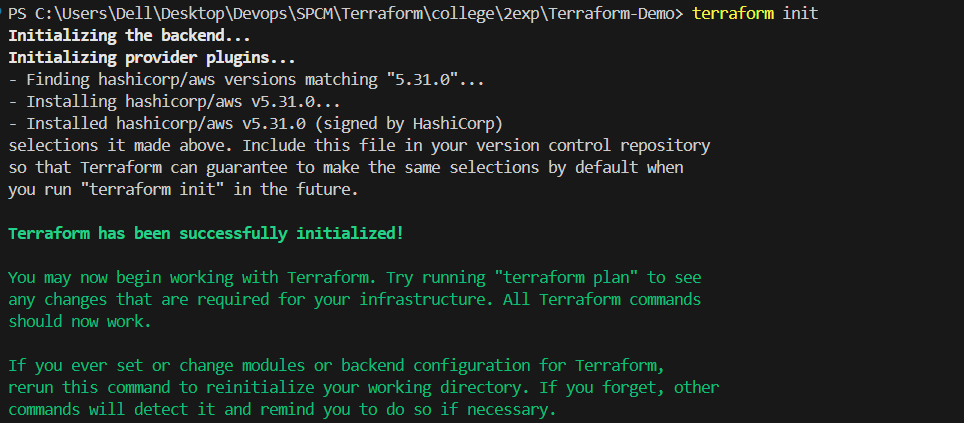 PS C:\Users\Dell\Desktop\Devops\SPCM\Terraform\college\2exp\Terraform-Demo> terraform init
Initializing the backend...
Initializing provider plugins...
- Finding hashicorp/aws versions matching "5.31.0"...
- Installing hashicorp/aws v5.31.0...
- Installed hashicorp/aws v5.31.0 (signed by HashiCorp)
selections it made above. Include this file in your version control repository
so that Terraform can guarantee to make the same selections by default when
you run "terraform init" in the future.
Terraform has been successfully initialized!
You may now begin working with Terraform. Try running "terraform plan" to see
any changes that are required for your infrastructure. All Terraform commands
should now work.
If you ever set or change modules or backend configuration for Terraform,
rerun this command to reinitialize your working directory. If you forget, other
commands will detect it and remind you to do so if necessary.